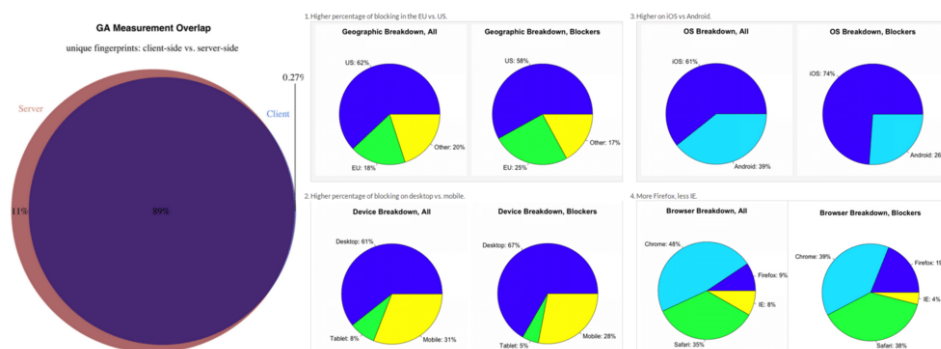 GA Measurement Overlap
unique fingerprints: client-side vs. server-side
0.27%
Server
Client
11%
89%
1. Higher percentage of blocking in the EU vs. US.
Geographic Breakdown, All
US: 62%
Other: 20%
EU: 18%
Geographic Breakdown, Blockers
US: 58%
Other: 17%
EU: 25%
2. Higher percentage of blocking on desktop vs. mobile.
Device Breakdown, All
Desktop: 61%
Tablet: 8%
Mobile: 31%
Device Breakdown, Blockers
Desktop: 67%
Tablet: 5%
Mobile: 28%
3. Higher on iOS vs Android.
OS Breakdown, All
iOS: 61%
Android: 39%
OS Breakdown, Blockers
iOS: 74%
Android: 26
4. More Firefox, less IE.
Browser Breakdown, All
Chrome: 48%
Firefox: 9%
IE: 8%
Safari: 35%
Browser Breakdown, Blockers
Chrome: 39%
Firefox:
IE: 4%
Safari: 38%